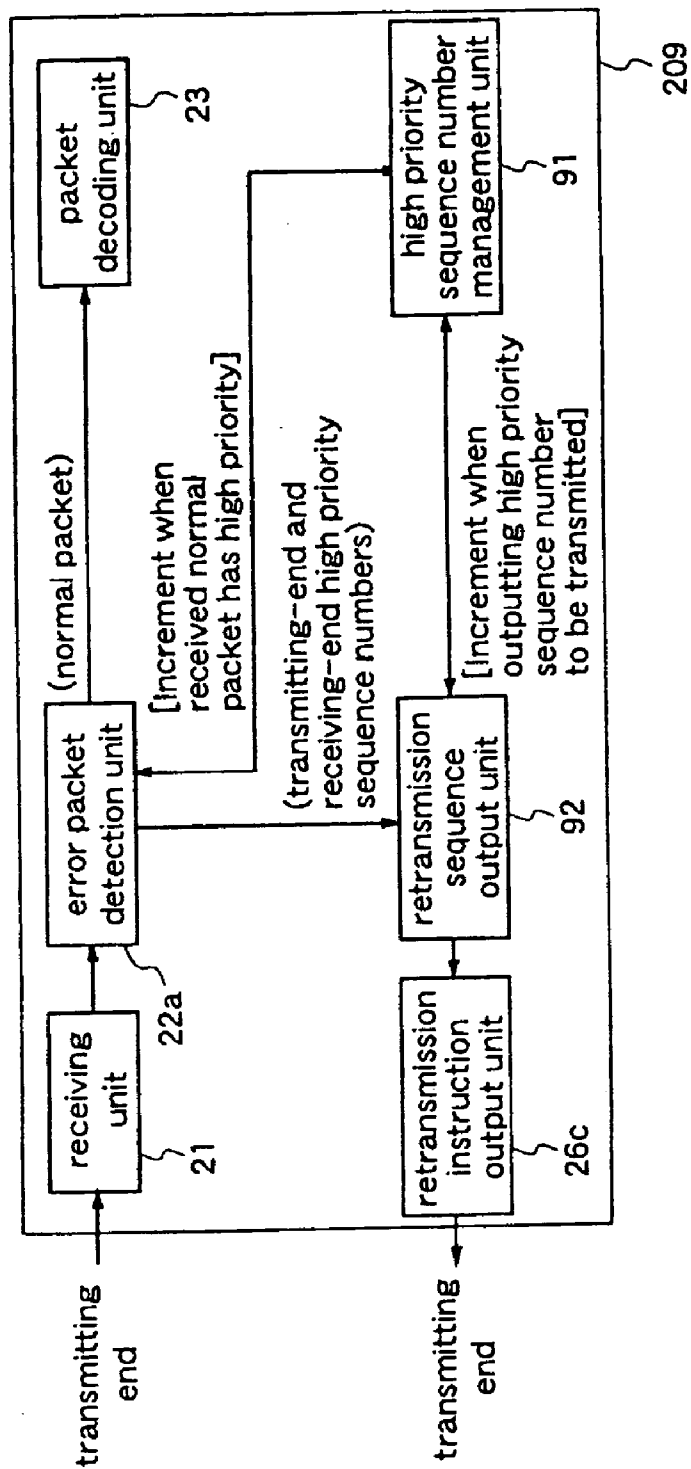 transmitting
end
receiving
unit
21
error packet
detection unit
22a
(normal packet)
packet
decoding unit
23
[Increment when
received normal
packet has high priority]
(transmitting-end and
receiving-end high priority
sequence numbers)
transmitting
end
retransmission
instruction
output unit
26c
retransmission
sequence
output unit
92
[Increment when
outputting high priority
sequence number
to be transmitted]
high priority
sequence number
management unit
91
209